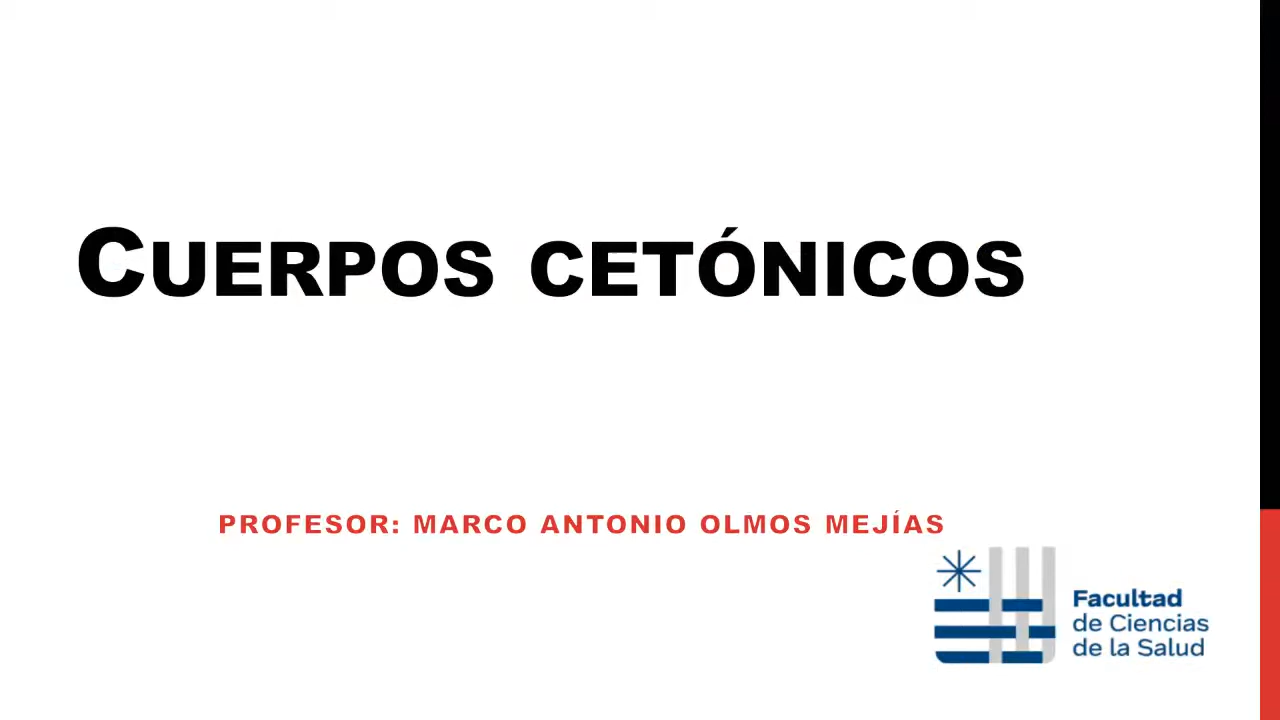 CUERPOS CETÓNICOS
PROFESOR: MARCO ANTONIO OLMOS MEJÍAS
Facultad
de Ciencias
de la Salud